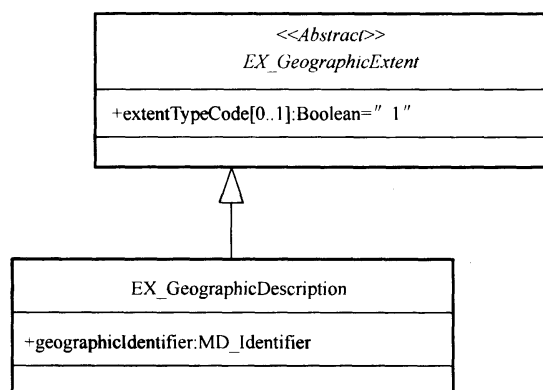 <<Abstract>>
EX_GeographicExtent
+extentTypeCode[0..1]:Boolean=" 1"
EX_GeographicDescription
+geographicIdentifier:MD_Identifier